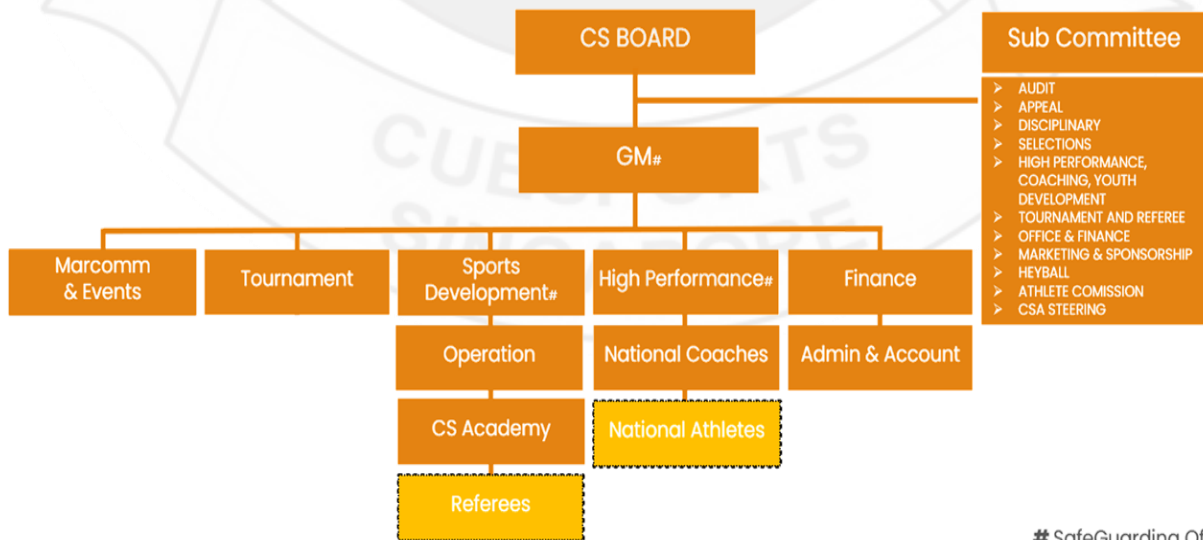 CS BOARD
Sub Committee
➢ AUDIT
➢ APPEAL
➢ DISCIPLINARY
➢ SELECTIONS
➢ HIGH PERFORMANCE,
COACHING, YOUTH
DEVELOPMENT
➢ TOURNAMENT AND REFEREE
➢ OFFICE & FINANCE
➢ MARKETING & SPONSORSHIP
➢ HEYBALL
➢ ATHLETE COMISSION
➢ CSA STEERING
GM#
CUESPORTS
SINGAPORE
Marcomm
& Events
Tournament
Sports
Development#
High Performance#
Finance
Operation
National Coaches
Admin & Account
CS Academy
National Athletes
Referees
# SafeGuarding Of